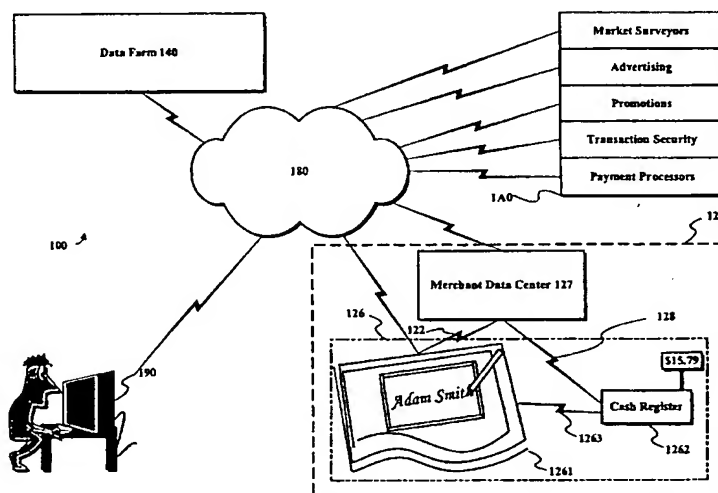 Data Farm 140
Market Surveyors
Advertising
Promotions
Transaction Security
Payment Processors
1A0
180
100
190
Merchant Data Center 127
126
122
128
$15.79
Adam Smith
Cash Register
1263
1262
1261